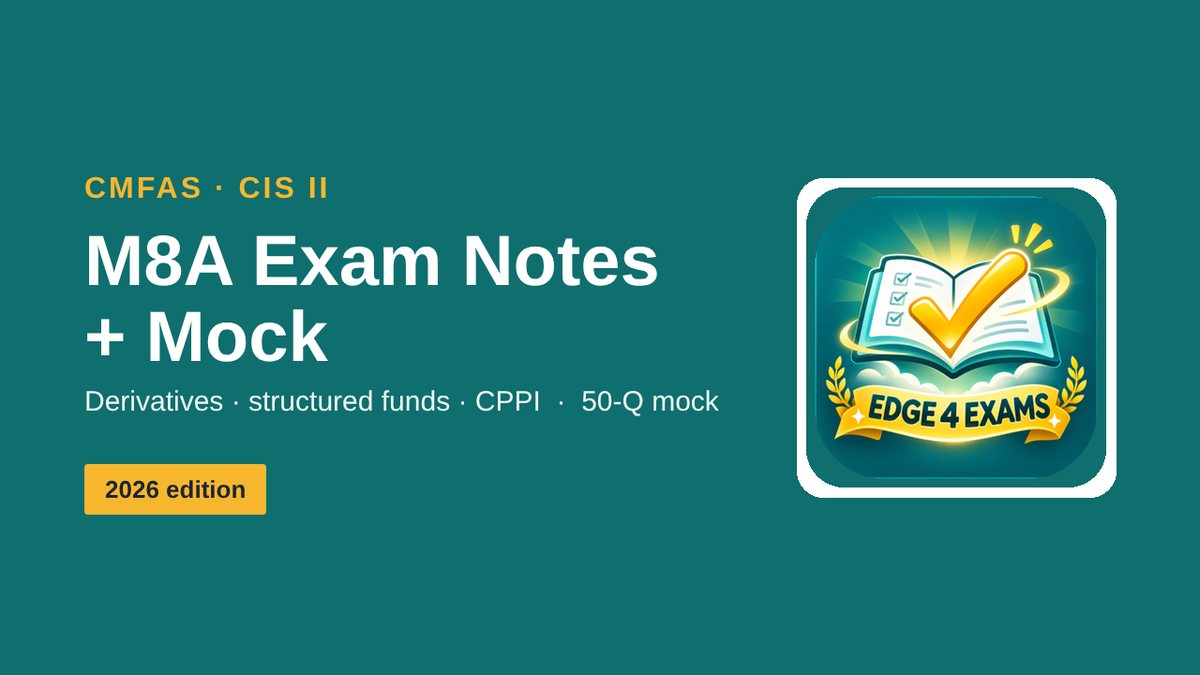 CMFAS · CIS II
M8A Exam Notes
+ Mock
Derivatives · structured funds · CPPI · 50-Q mock
2026 edition
EDGE 4 EXAMS